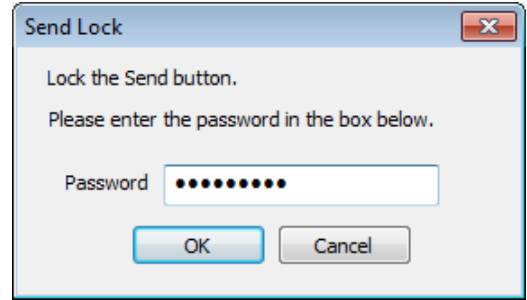 Send Lock
Lock the Send button.
Please enter the password in the box below.
Password •••••••••
OK Cancel